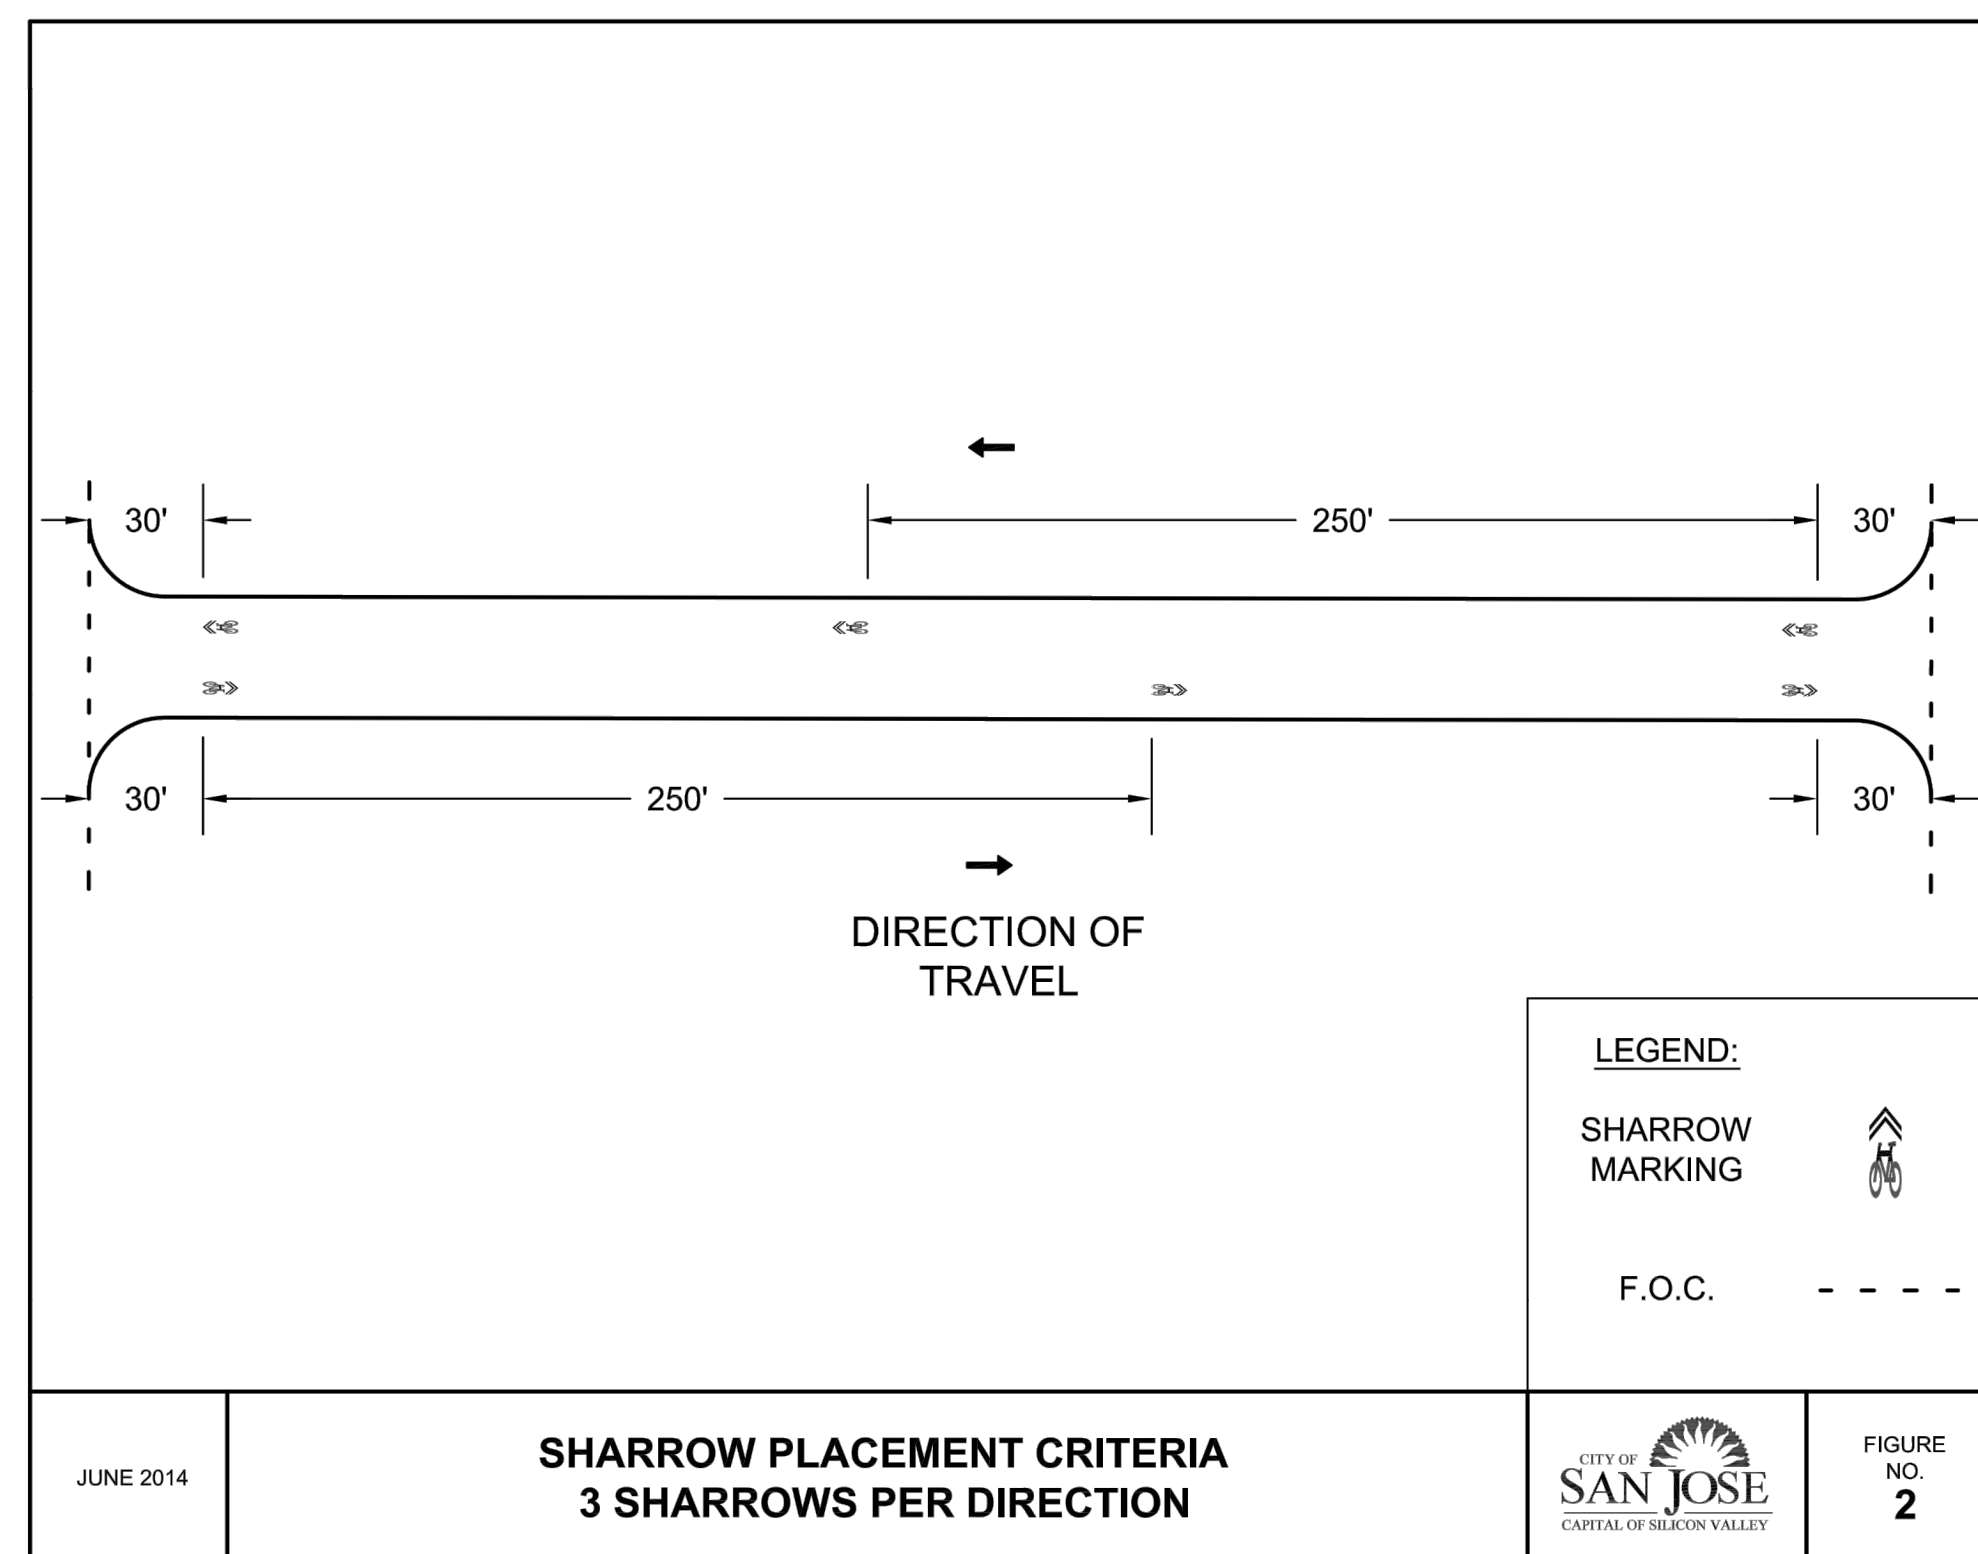 30'
250'
30'
30'
250'
30'
DIRECTION OF
TRAVEL
LEGEND:
SHARROW
MARKING
F.O.C.
JUNE 2014
SHARROW PLACEMENT CRITERIA
3 SHARROWS PER DIRECTION
CITY OF
SAN JOSE
CAPITAL OF SILICON VALLEY
FIGURE
NO.
2